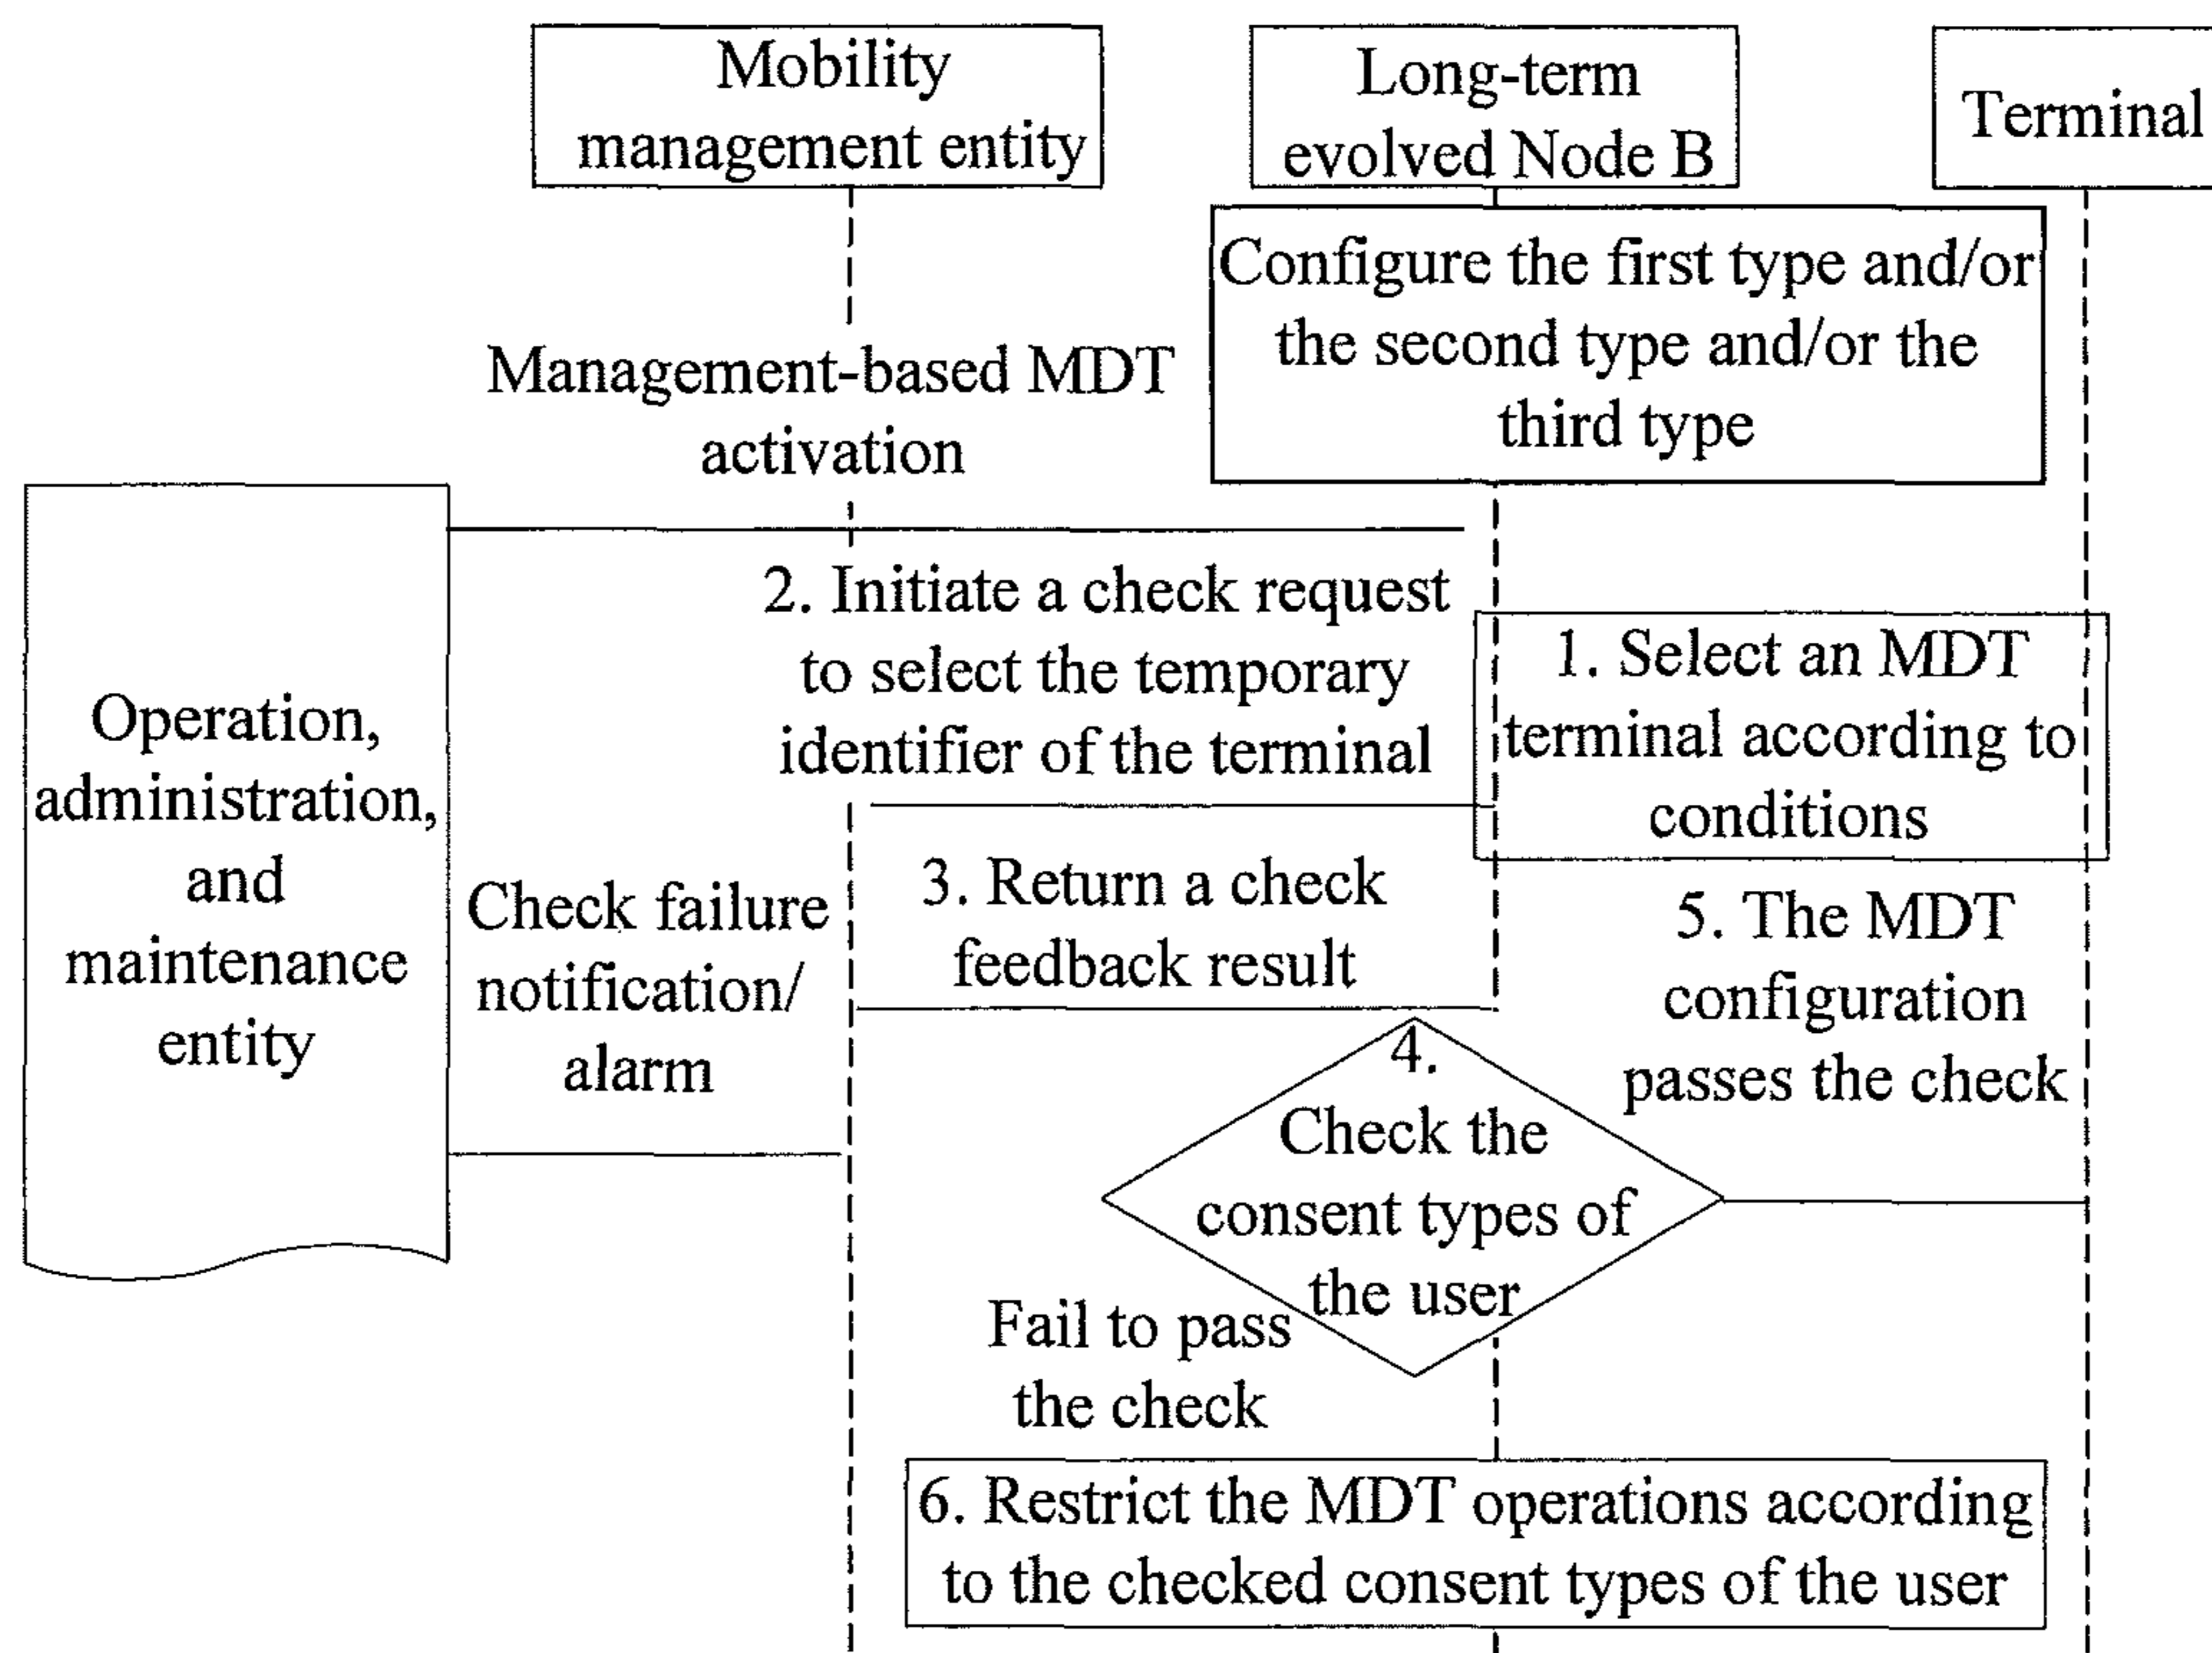 Mobility
management entity
Long-term
evolved Node B
Terminal
Configure the first type and/or
the second type and/or the
third type
Management-based MDT
activation
Operation,
administration,
and
maintenance
entity
2. Initiate a check request
to select the temporary
identifier of the terminal
1. Select an MDT
terminal according to
conditions
3. Return a check
feedback result
Check failure
notification/
alarm
5. The MDT
configuration
passes the check
4.
Check the
consent types of
the user
Fail to pass
the check
6. Restrict the MDT operations according
to the checked consent types of the user